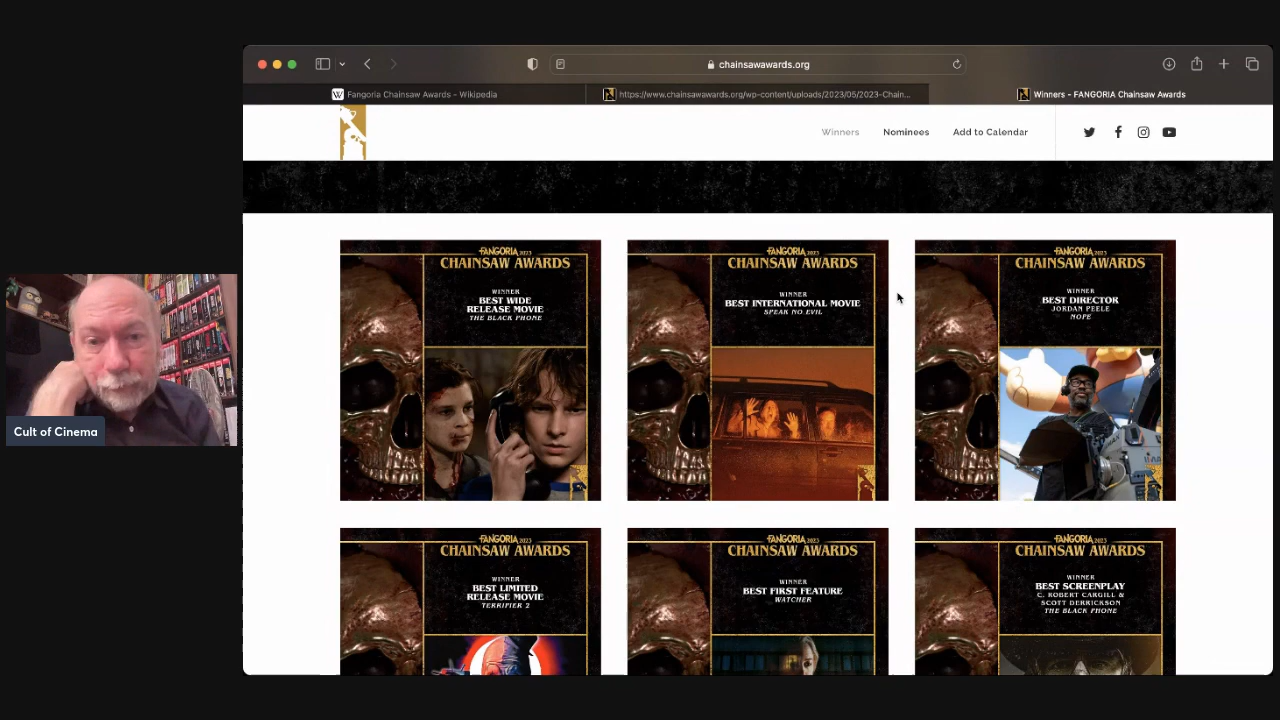 chainsawawards.org
Fangoria Chainsaw Awards – Wikipedia
https://www.chainsawawards.org/wp-content/uploads/2023/05/2023-Chain...
Winners – FANGORIA Chainsaw Awards
Winners
Nominees
Add to Calendar
FANGORIA 2023
CHAINSAW AWARDS
WINNER
BEST WIDE
RELEASE MOVIE
THE BLACK PHONE
FANGORIA 2023
CHAINSAW AWARDS
WINNER
BEST INTERNATIONAL MOVIE
SPEAK NO EVIL
FANGORIA 2023
CHAINSAW AWARDS
WINNER
BEST DIRECTOR
JORDAN PEELE
NOPE
Cult of Cinema
FANGORIA 2023
CHAINSAW AWARDS
WINNER
BEST LIMITED
RELEASE MOVIE
TERRIFIER 2
FANGORIA 2023
CHAINSAW AWARDS
WINNER
BEST FIRST FEATURE
WATCHER
FANGORIA 2023
CHAINSAW AWARDS
WINNER
BEST SCREENPLAY
C. ROBERT CARGILL &
SCOTT DERRICKSON
THE BLACK PHONE